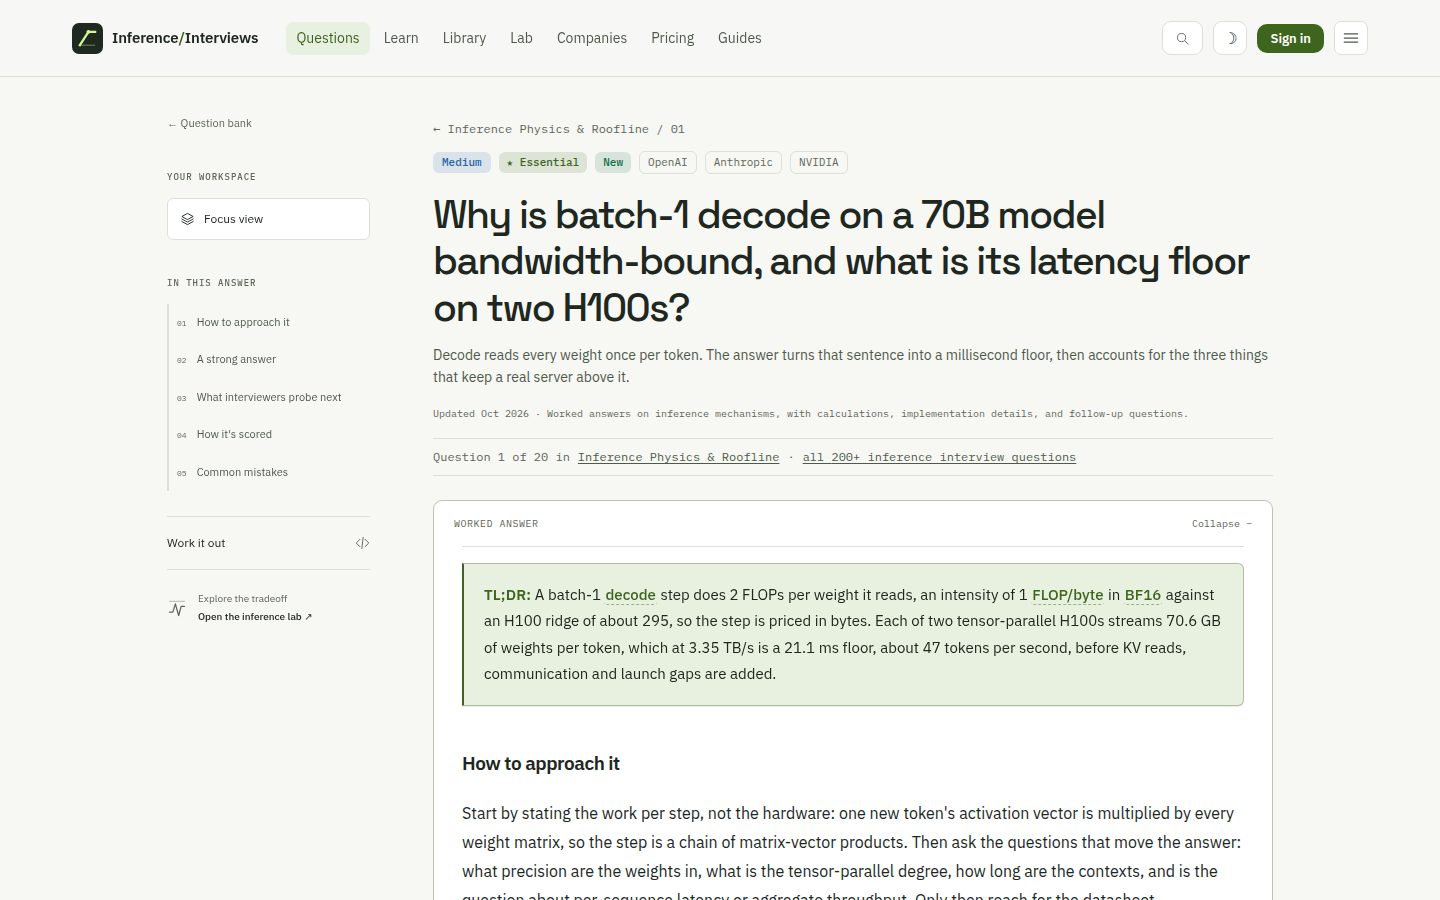 Inference/Interviews Questions Learn Library Lab Companies Pricing Guides Sign in
← Question bank
YOUR WORKSPACE
Focus view
IN THIS ANSWER
01 How to approach it
02 A strong answer
03 What interviewers probe next
04 How it's scored
05 Common mistakes
Work it out
Explore the tradeoff
Open the inference lab ↗
← Inference Physics & Roofline / 01
Medium ★ Essential New OpenAI Anthropic NVIDIA
Why is batch-1 decode on a 70B model
bandwidth-bound, and what is its latency floor
on two H100s?
Decode reads every weight once per token. The answer turns that sentence into a millisecond floor, then accounts for the three things
that keep a real server above it.
Updated Oct 2026 · Worked answers on inference mechanisms, with calculations, implementation details, and follow-up questions.
Question 1 of 20 in Inference Physics & Roofline · all 200+ inference interview questions
WORKED ANSWER Collapse −
TL;DR: A batch-1 decode step does 2 FLOPs per weight it reads, an intensity of 1 FLOP/byte in BF16 against
an H100 ridge of about 295, so the step is priced in bytes. Each of two tensor-parallel H100s streams 70.6 GB
of weights per token, which at 3.35 TB/s is a 21.1 ms floor, about 47 tokens per second, before KV reads,
communication and launch gaps are added.
How to approach it
Start by stating the work per step, not the hardware: one new token's activation vector is multiplied by every
weight matrix, so the step is a chain of matrix-vector products. Then ask the questions that move the answer:
what precision are the weights in, what is the tensor-parallel degree, how long are the contexts, and is the
question about per-sequence latency or aggregate throughput. Only then reach for the datasheet.